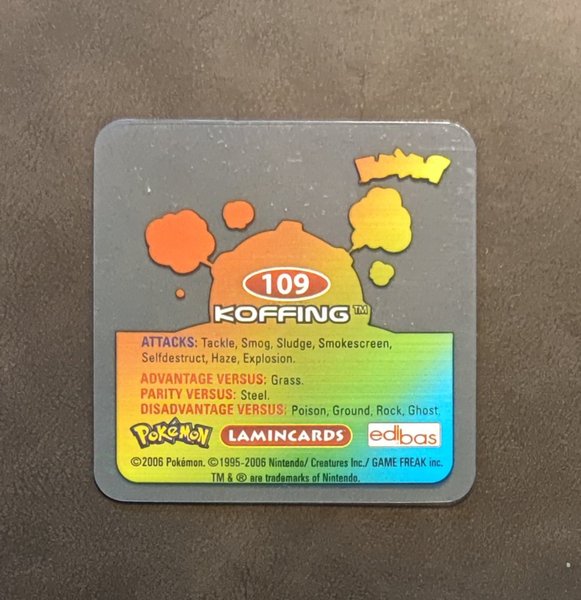 109
KOFFING™
ATTACKS: Tackle, Smog, Sludge, Smokescreen,
Selfdestruct, Haze, Explosion.
ADVANTAGE VERSUS: Grass.
PARITY VERSUS: Steel.
DISADVANTAGE VERSUS: Poison, Ground, Rock, Ghost.
POKéMON LAMINCARDS edibas
©2006 Pokémon. ©1995-2006 Nintendo/ Creatures Inc./ GAME FREAK inc.
TM & ® are trademarks of Nintendo.